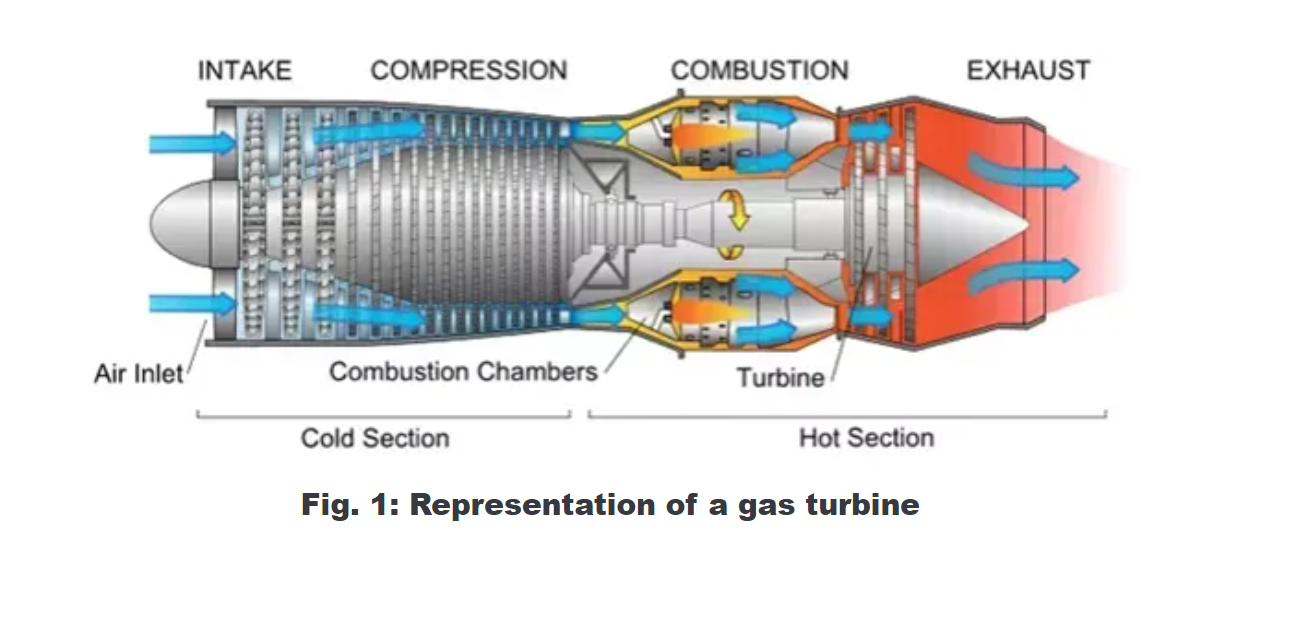 INTAKE
COMPRESSION
COMBUSTION
EXHAUST
Air Inlet
Combustion Chambers
Turbine
Cold Section
Hot Section
Fig. 1: Representation of a gas turbine